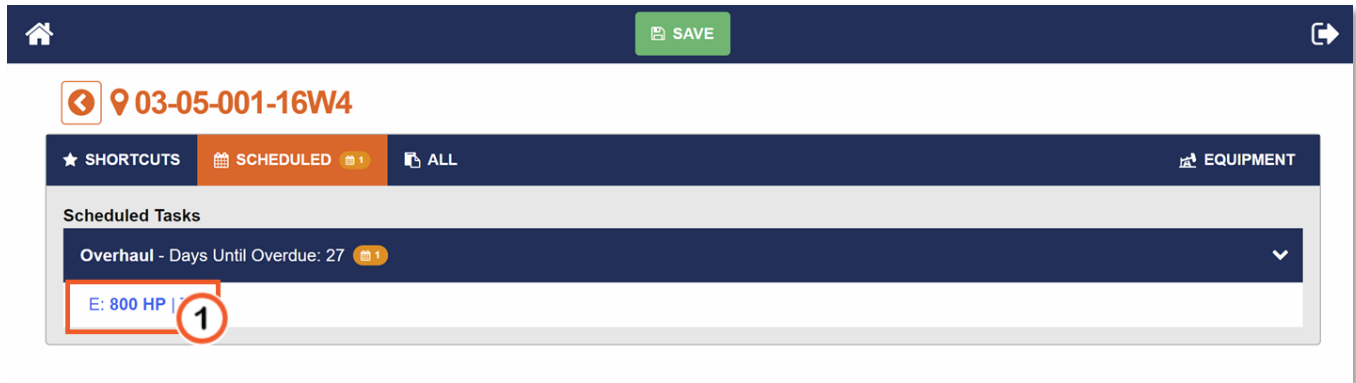 SAVE
03-05-001-16W4
SHORTCUTS SCHEDULED 1 ALL EQUIPMENT
Scheduled Tasks
Overhaul - Days Until Overdue: 27 1
E: 800 HP |
1